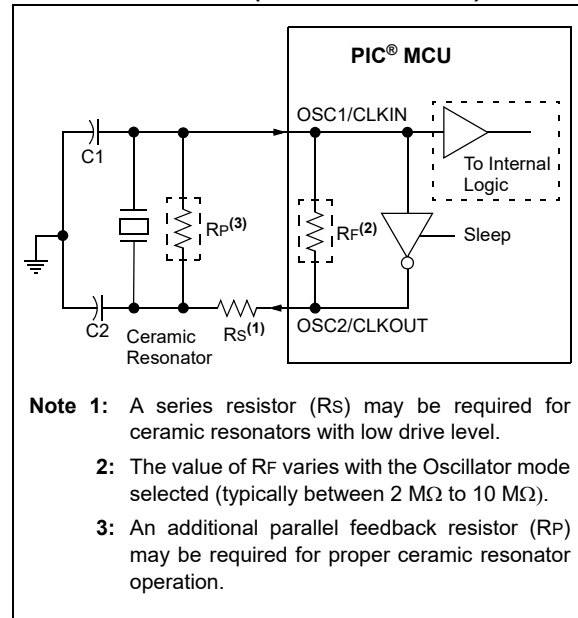 PIC® MCU
OSC1/CLKIN
C1
To Internal
Logic
RP(3)
RF(2)
Sleep
C2
Ceramic
Resonator
RS(1)
OSC2/CLKOUT
Note 1: A series resistor (RS) may be required for
ceramic resonators with low drive level.
2: The value of RF varies with the Oscillator mode
selected (typically between 2 MΩ to 10 MΩ).
3: An additional parallel feedback resistor (RP)
may be required for proper ceramic resonator
operation.